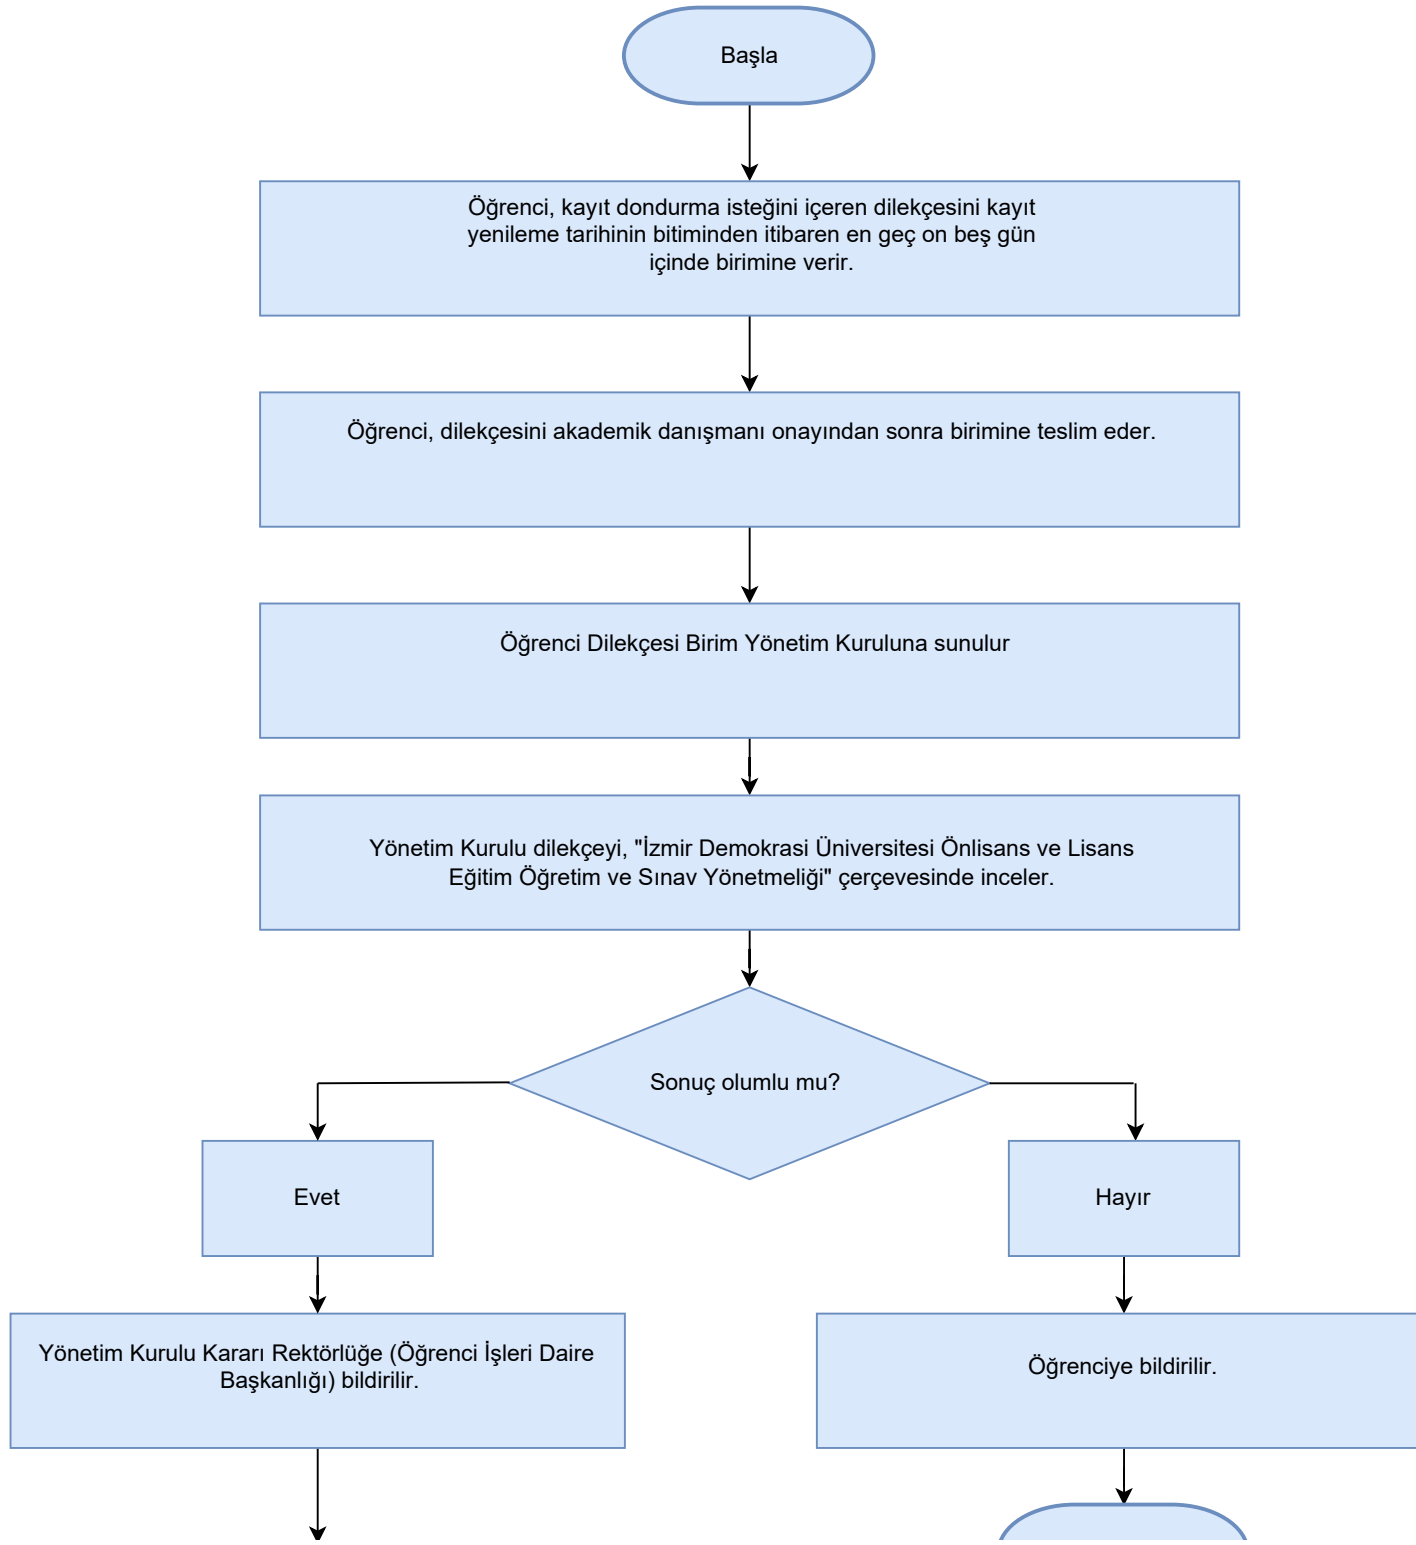 Başla
Öğrenci, kayıt dondurma isteğini içeren dilekçesini kayıt
yenileme tarihinin bitiminden itibaren en geç on beş gün
içinde birimine verir.
Öğrenci, dilekçesini akademik danışmanı onayından sonra birimine teslim eder.
Öğrenci Dilekçesi Birim Yönetim Kuruluna sunulur
Yönetim Kurulu dilekçeyi, "İzmir Demokrasi Üniversitesi Önlisans ve Lisans
Eğitim Öğretim ve Sınav Yönetmeliği" çerçevesinde inceler.
Sonuç olumlu mu?
Evet
Hayır
Yönetim Kurulu Kararı Rektörlüğe (Öğrenci İşleri Daire
Başkanlığı) bildirilir.
Öğrenciye bildirilir.